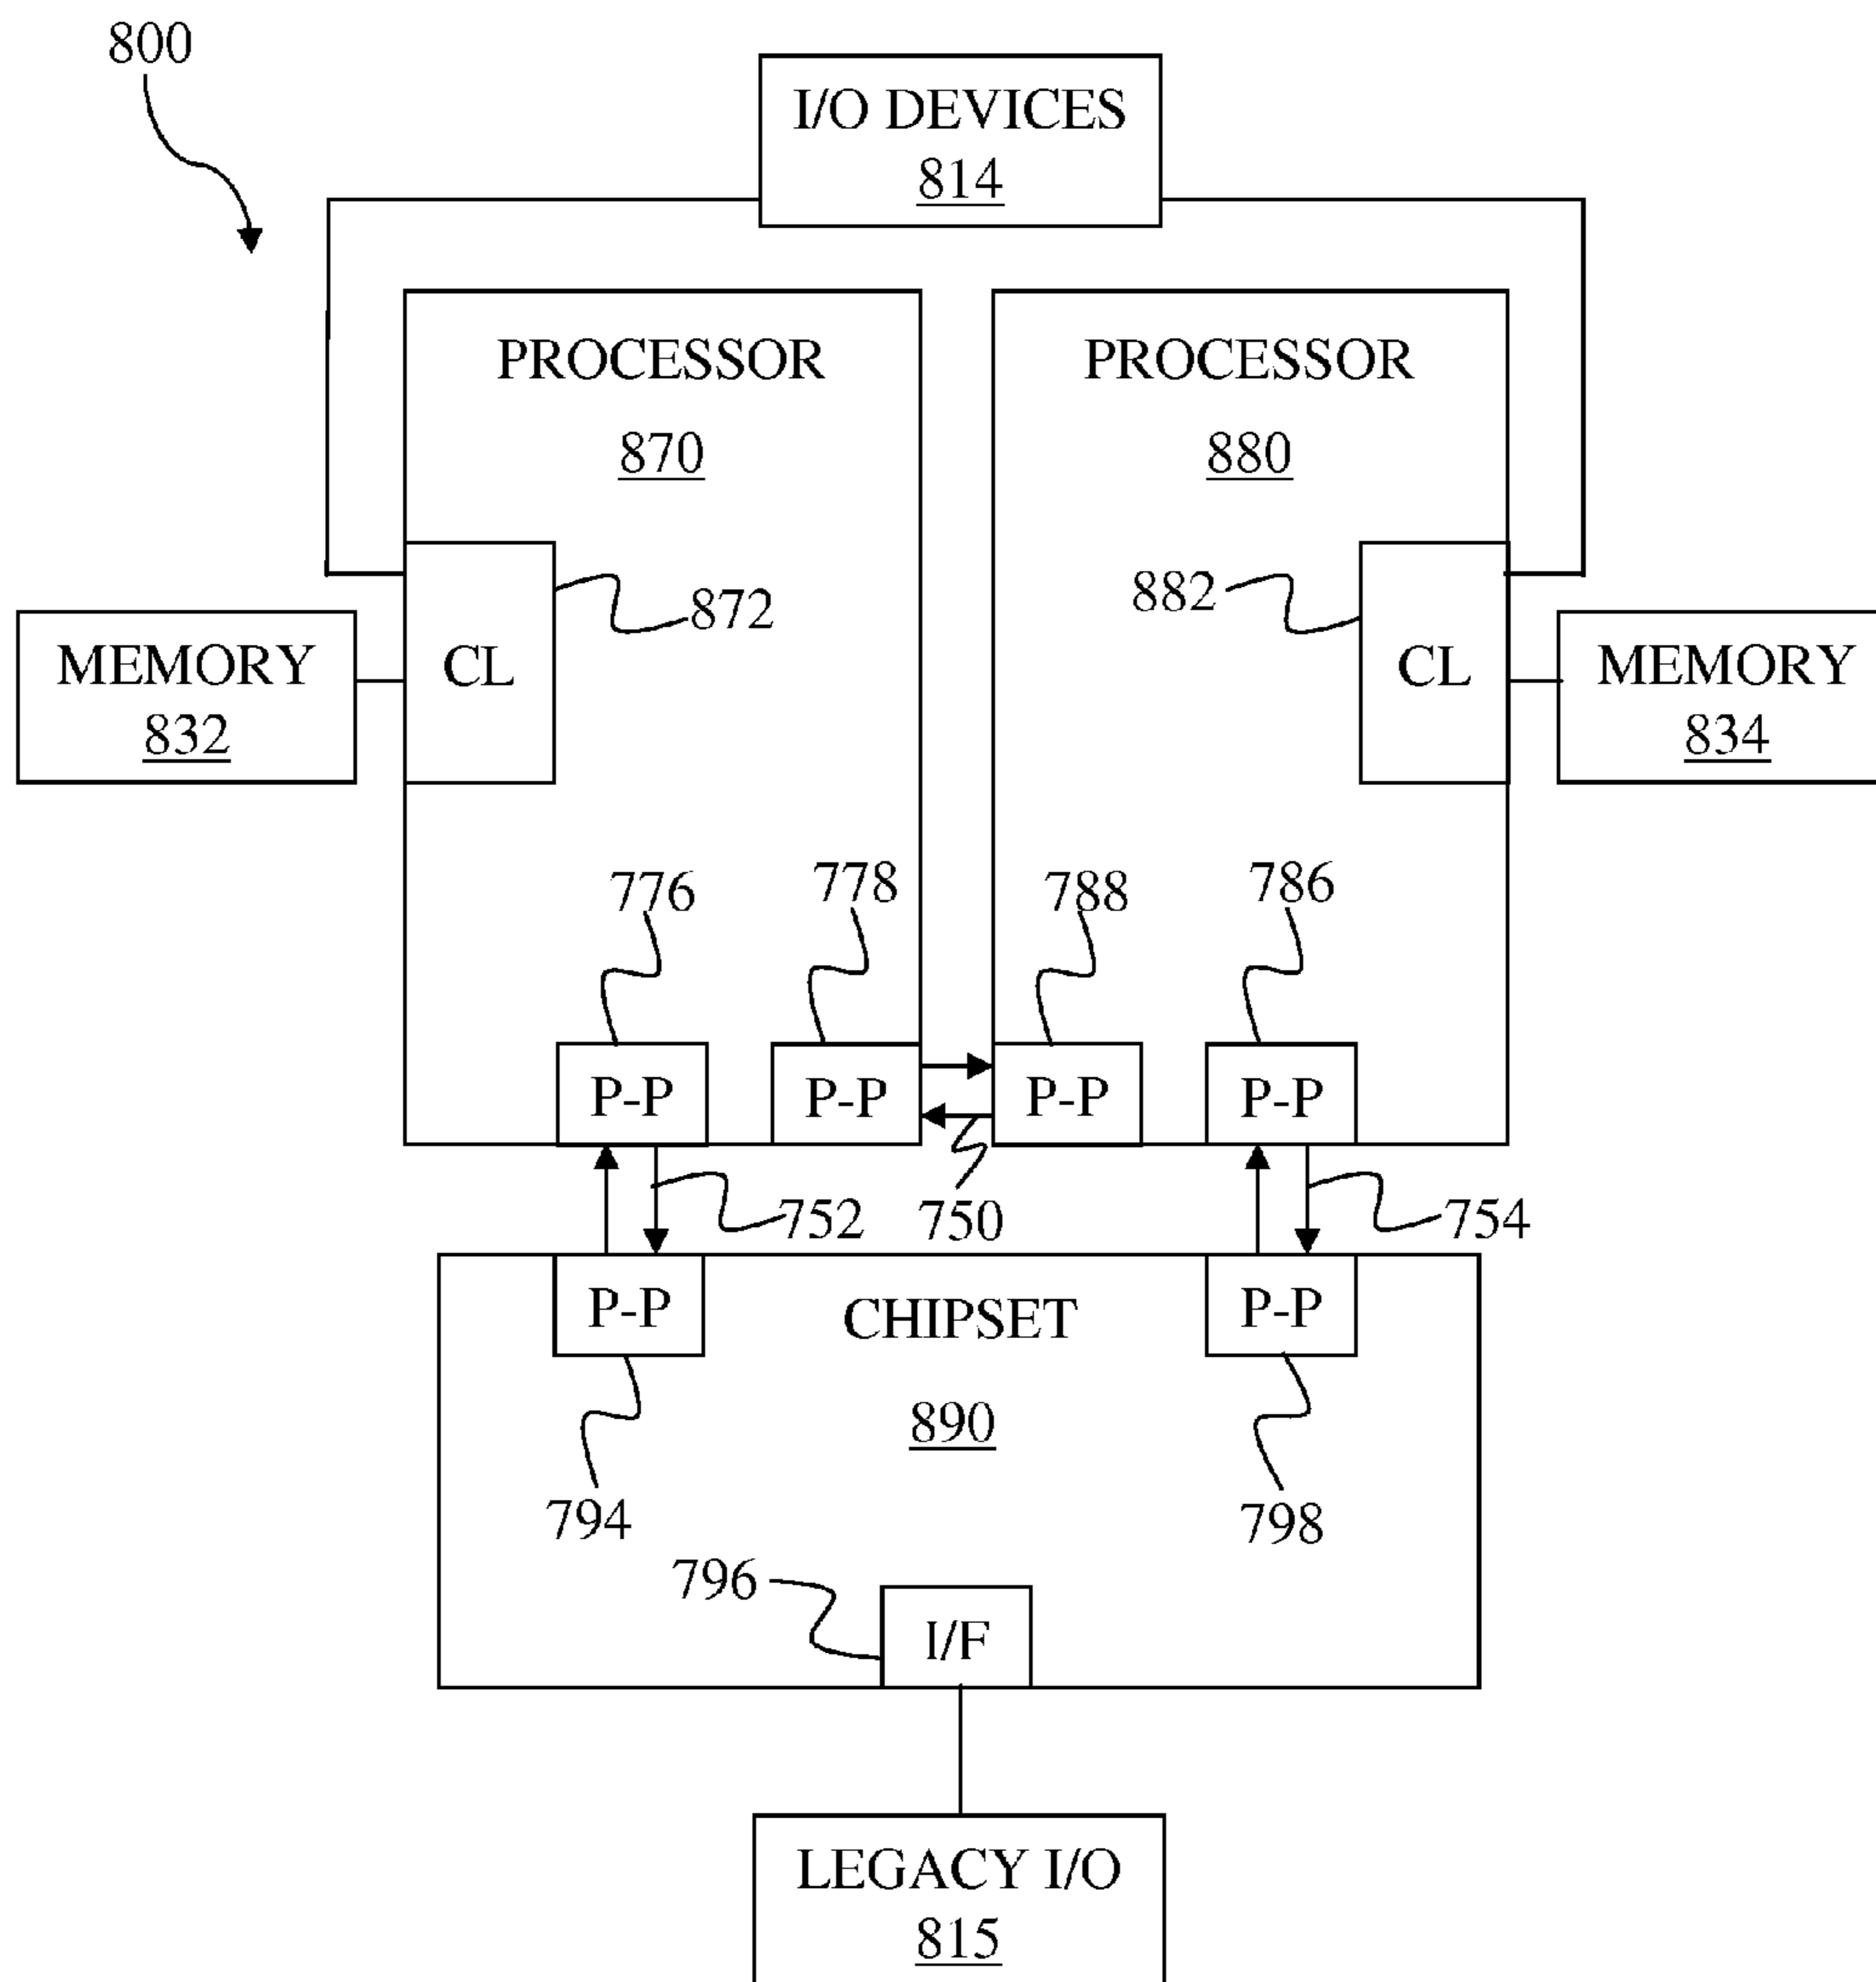 800
I/O DEVICES
814
PROCESSOR
870
PROCESSOR
880
872
882
MEMORY
832
CL
CL
MEMORY
834
776
778
788
786
P-P
P-P
P-P
P-P
752
750
754
P-P
CHIPSET
P-P
890
794
798
796
I/F
LEGACY I/O
815